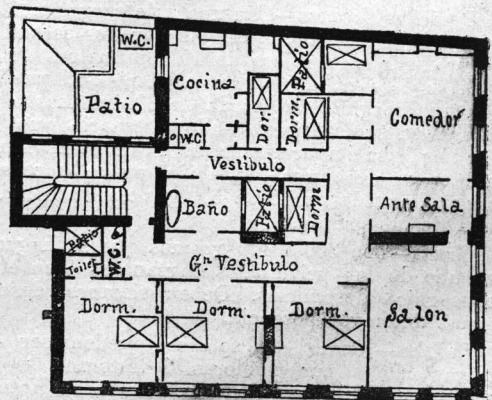 W.C.
Patio
Cocina
Patio
Comedor
Dor.
Dorm.
W.C
Vestibulo
Baño
Patio
Dorm
Ante Sala
Patio
Toilet
W.C.
Gn Vestibulo
Dorm.
Dorm.
Dorm.
Salon